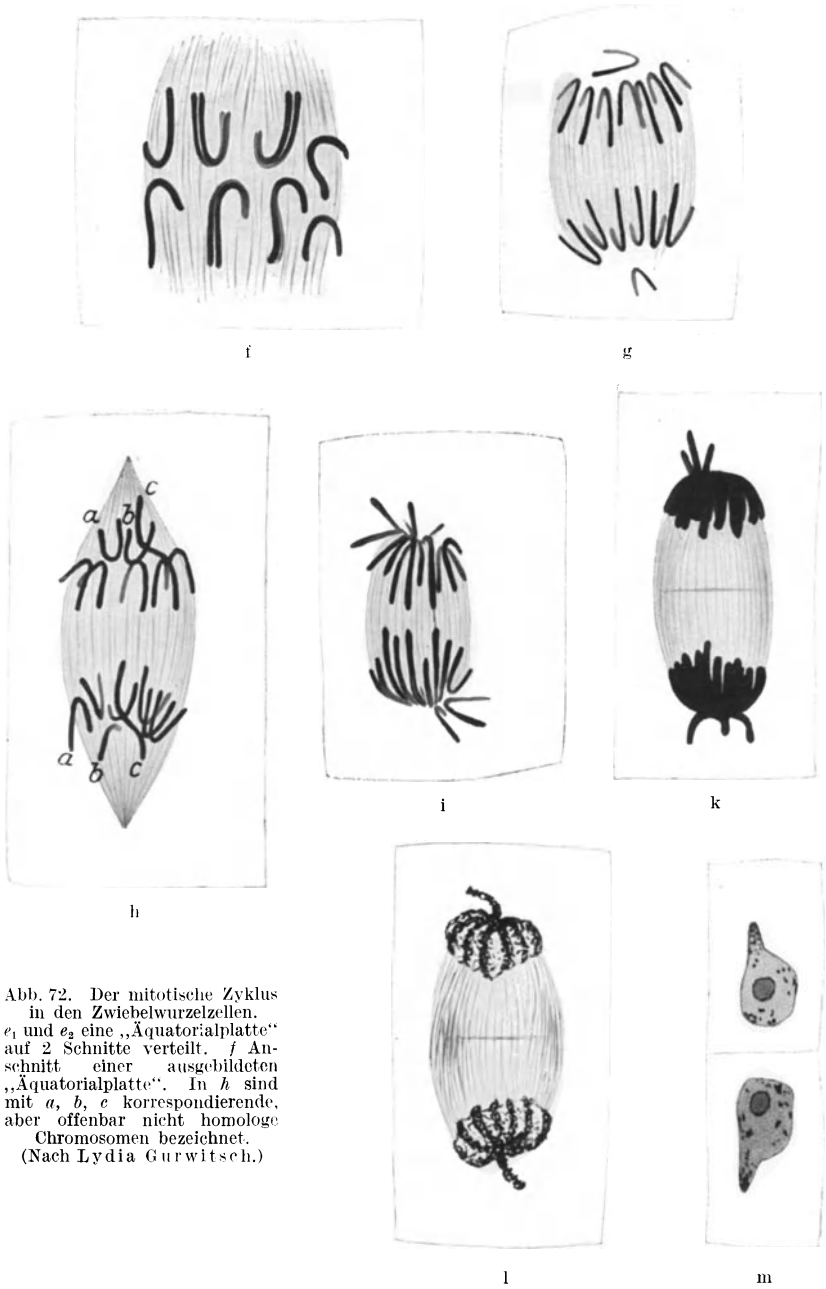 f
g
a
b
c
a
b
c
h
i
k
Abb. 72. Der mitotische Zyklus
in den Zwiebelwurzelzellen.
e₁ und e₂ eine „Äquatorialplatte“
auf 2 Schnitte verteilt. f An-
schnitt einer ausgebildeten
„Äquatorialplatte“. In h sind
mit a, b, c korrespondierende,
aber offenbar nicht homologe
Chromosomen bezeichnet.
(Nach Lydia Gurwitsch.)
l
m